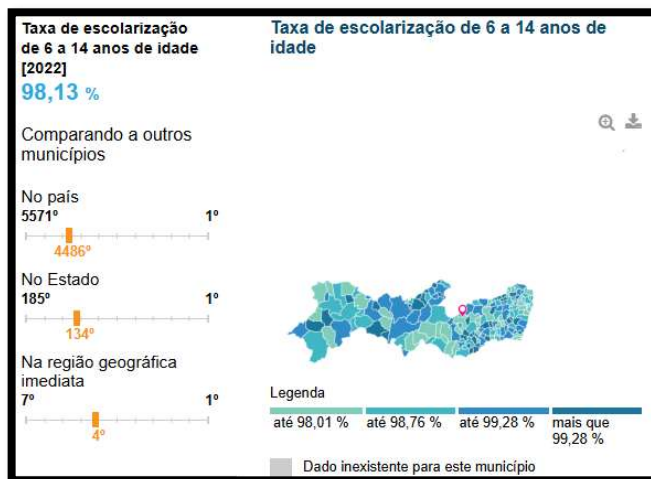 Taxa de escolarização
de 6 a 14 anos de idade
[2022]
98,13 %
Comparando a outros
municípios
No país
5571º 1º
4486º
No Estado
185º 1º
134º
Na região geográfica
imediata
7º 1º
4º
Taxa de escolarização de 6 a 14 anos de
idade
Legenda
até 98,01 % até 98,76 % até 99,28 % mais que
99,28 %
Dado inexistente para este município